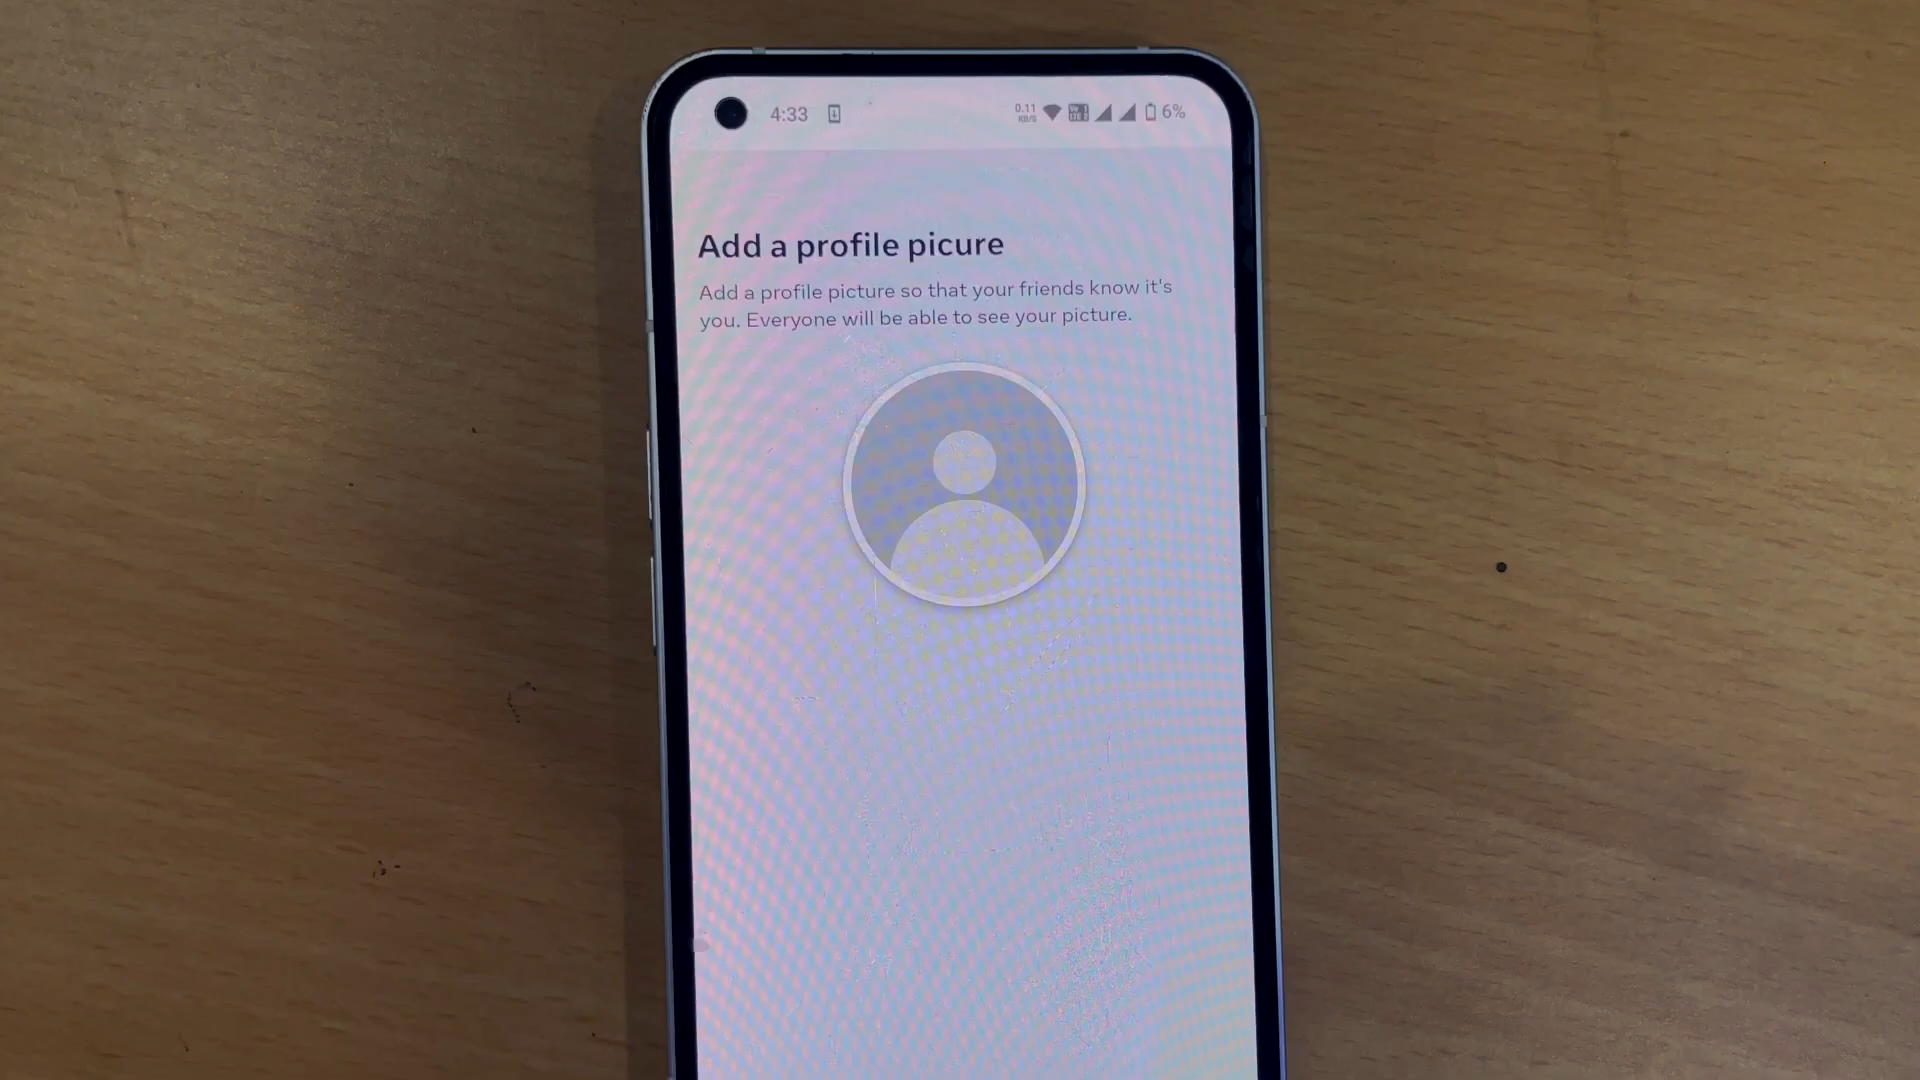 4:33 0.11 KB/S 6%
Add a profile picure
Add a profile picture so that your friends know it's
you. Everyone will be able to see your picture.